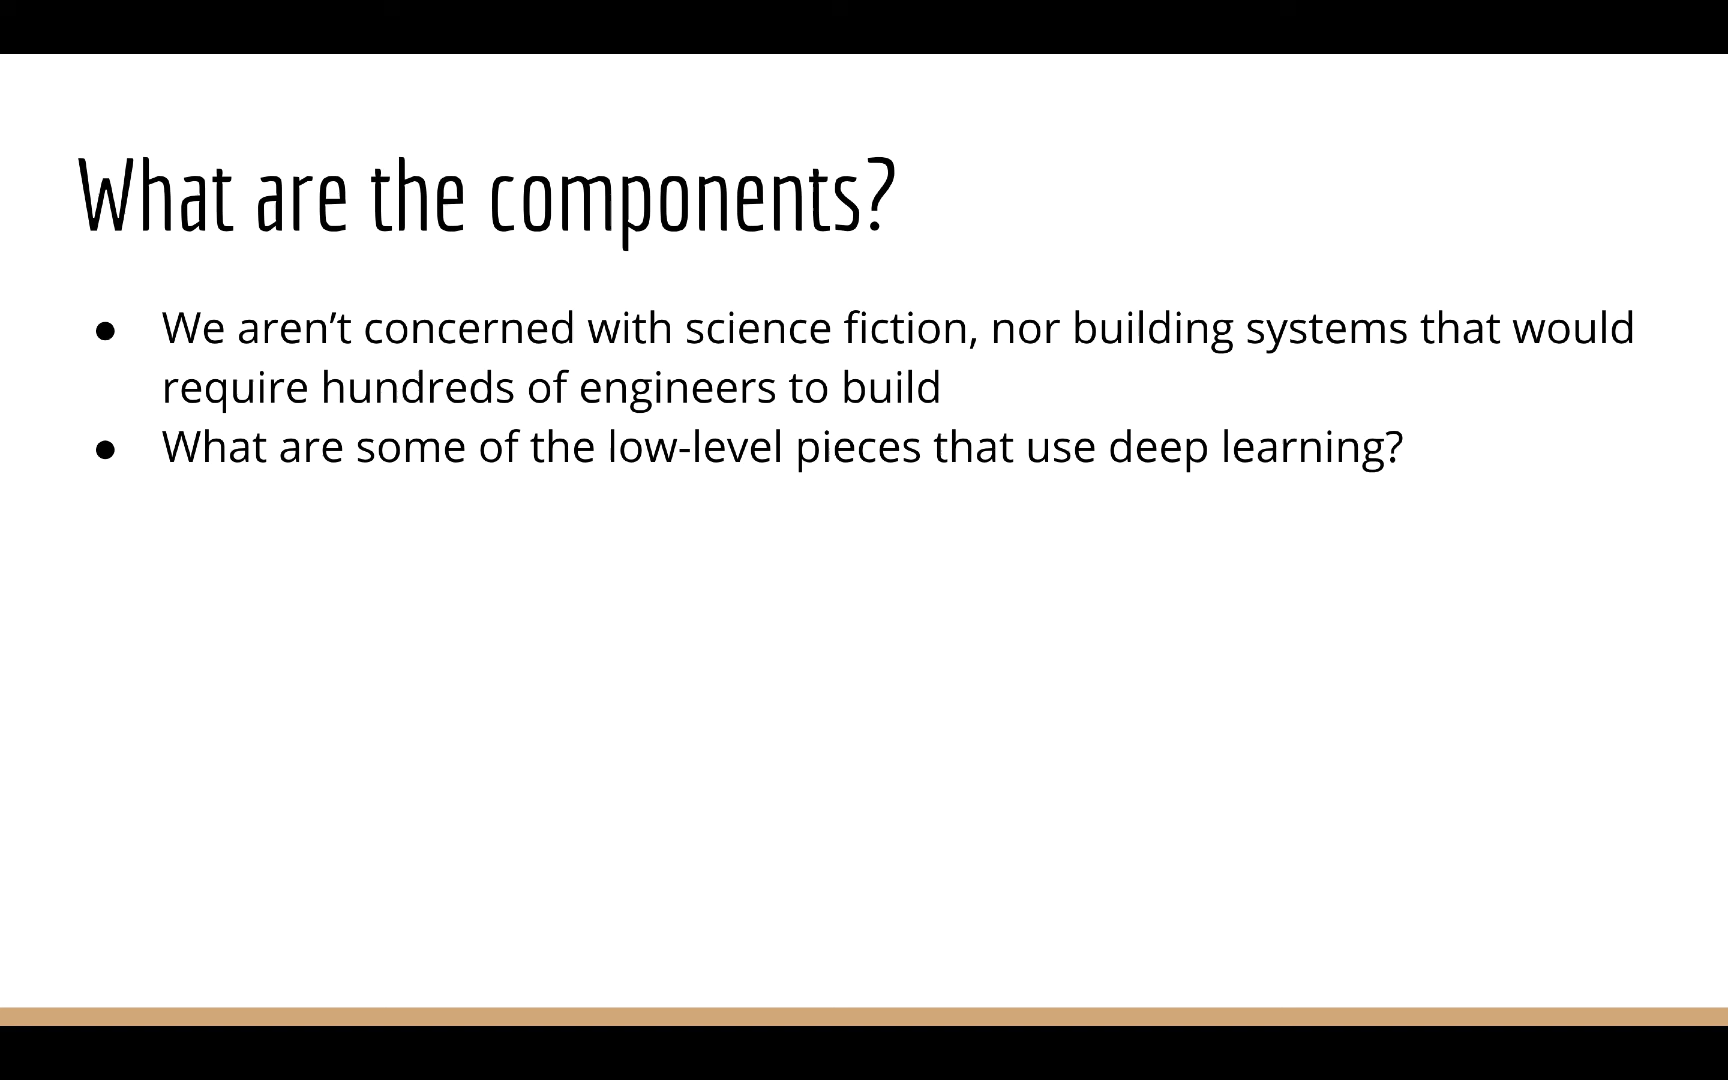 What are the components?
● We aren’t concerned with science fiction, nor building systems that would
require hundreds of engineers to build
● What are some of the low-level pieces that use deep learning?